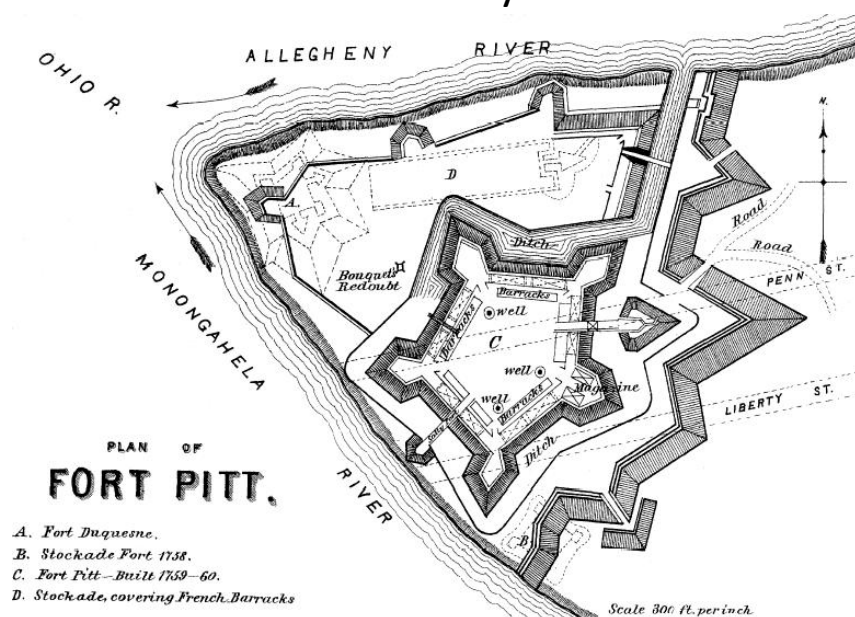 ALLEGHENY RIVER
OHIO R.
N.
A
D
Road
Road
Ditch
Bouquets
Redoubt
PENN ST.
Barracks
Barracks
well
C
MONONGAHELA
RIVER
well
Magazine
well
Barracks
LIBERTY ST.
Ditch
B
PLAN OF
FORT PITT.
A. Fort Duquesne.
B. Stockade Fort 1758.
C. Fort Pitt—Built 1759—60.
D. Stockade, covering French Barracks
Scale 300 ft. per inch